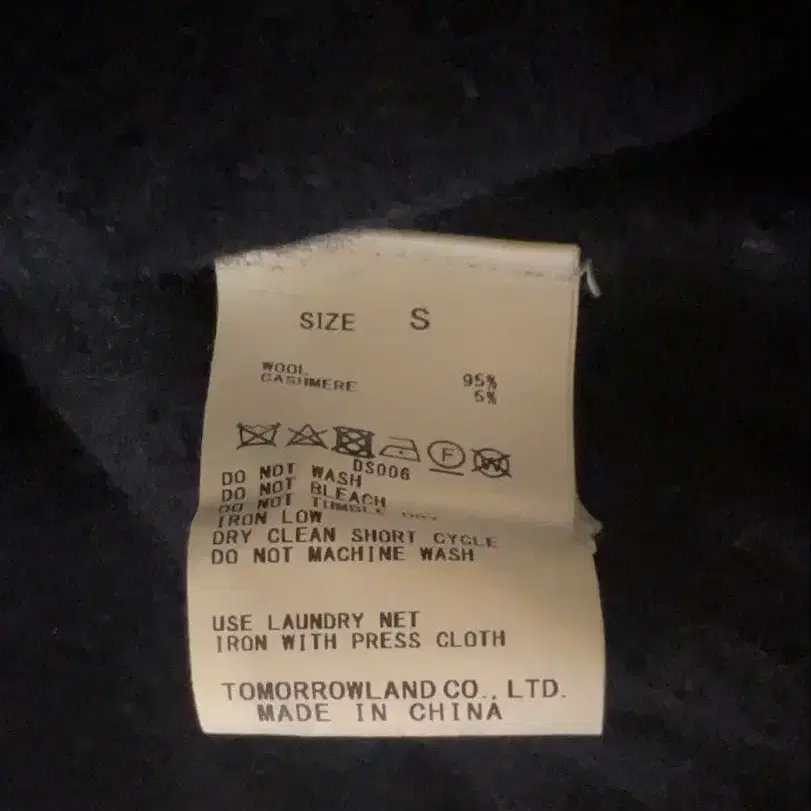 SIZE S
WOOL 95%
CASHMERE 5%
F W
DS006
DO NOT WASH
DO NOT BLEACH
DO NOT TUMBLE DRY
IRON LOW
DRY CLEAN SHORT CYCLE
DO NOT MACHINE WASH
USE LAUNDRY NET
IRON WITH PRESS CLOTH
TOMORROWLAND CO., LTD.
MADE IN CHINA